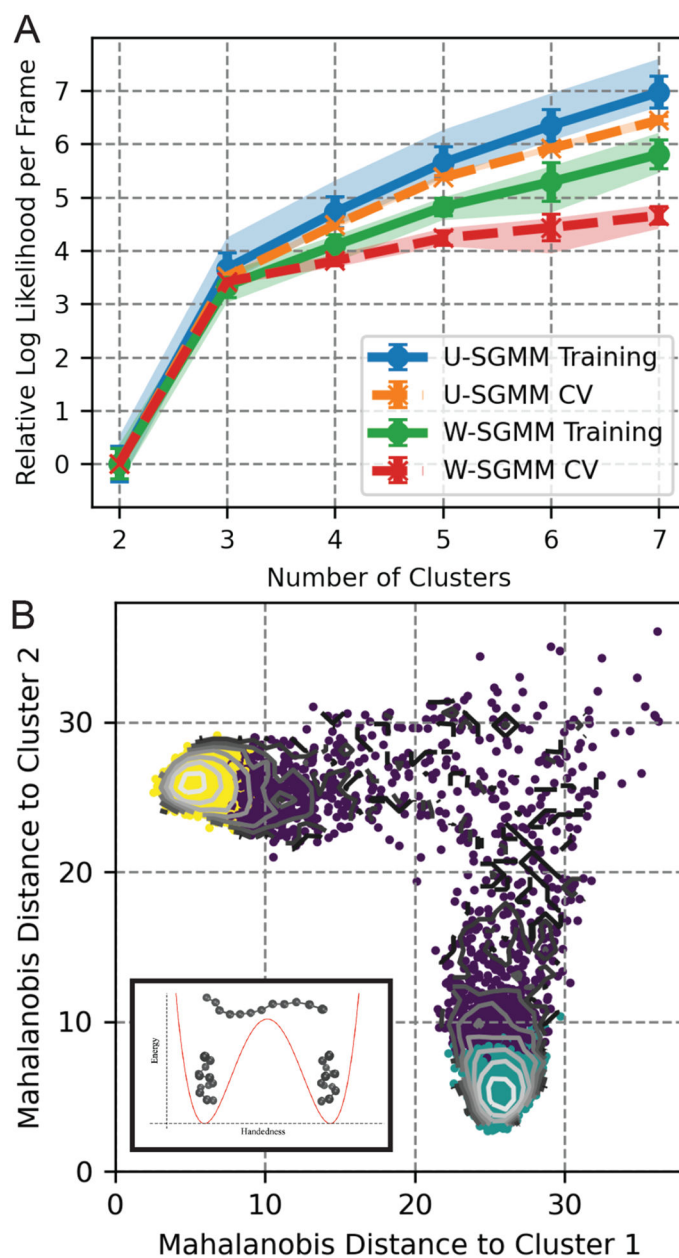 A
Relative Log Likelihood per Frame
7
6
5
4
3
2
1
0
U-SGMM Training
U-SGMM CV
W-SGMM Training
W-SGMM CV
2 3 4 5 6 7
Number of Clusters
B
Mahalanobis Distance to Cluster 2
30
20
10
0
Energy
Handedness
0 10 20 30
Mahalanobis Distance to Cluster 1